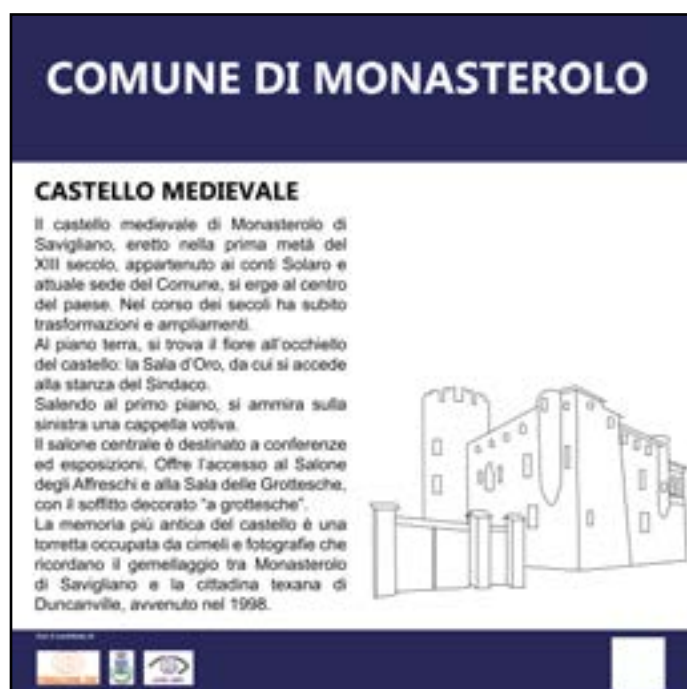 COMUNE DI MONASTEROLO
CASTELLO MEDIEVALE
Il castello medievale di Monasterolo di
Savigliano, eretto nella prima metà del
XIII secolo, appartenuto ai conti Solaro e
attuale sede del Comune, si erge al centro
del paese. Nel corso dei secoli ha subito
trasformazioni e ampliamenti.
Al piano terra, si trova il fiore all'occhiello
del castello: la Sala d'Oro, da cui si accede
alla stanza del Sindaco.
Salendo al primo piano, si ammira sulla
sinistra una cappella votiva.
Il salone centrale è destinato a conferenze
ed esposizioni. Offre l'accesso al Salone
degli Affreschi e alla Sala delle Grottesche,
con il soffitto decorato "a grottesche".
La memoria più antica del castello è una
torretta occupata da cimeli e fotografie che
ricordano il gemellaggio tra Monasterolo
di Savigliano e la cittadina texana di
Duncanville, avvenuto nel 1998.